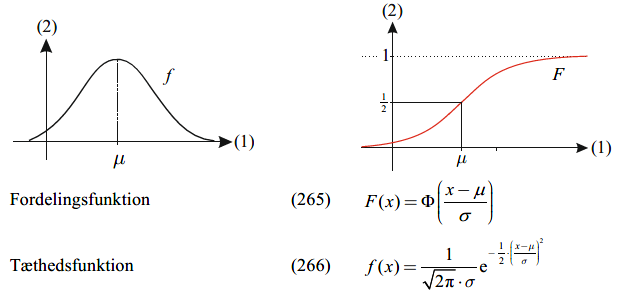 (2)
f
(1)
μ
(2)
1
F
1/2
(1)
μ
Fordelingsfunktion (265) F(x) = Φ((x − μ)/σ)
Tæthedsfunktion (266) f(x) = 1/(√2π · σ) e^(−1/2·((x−μ)/σ)^2)